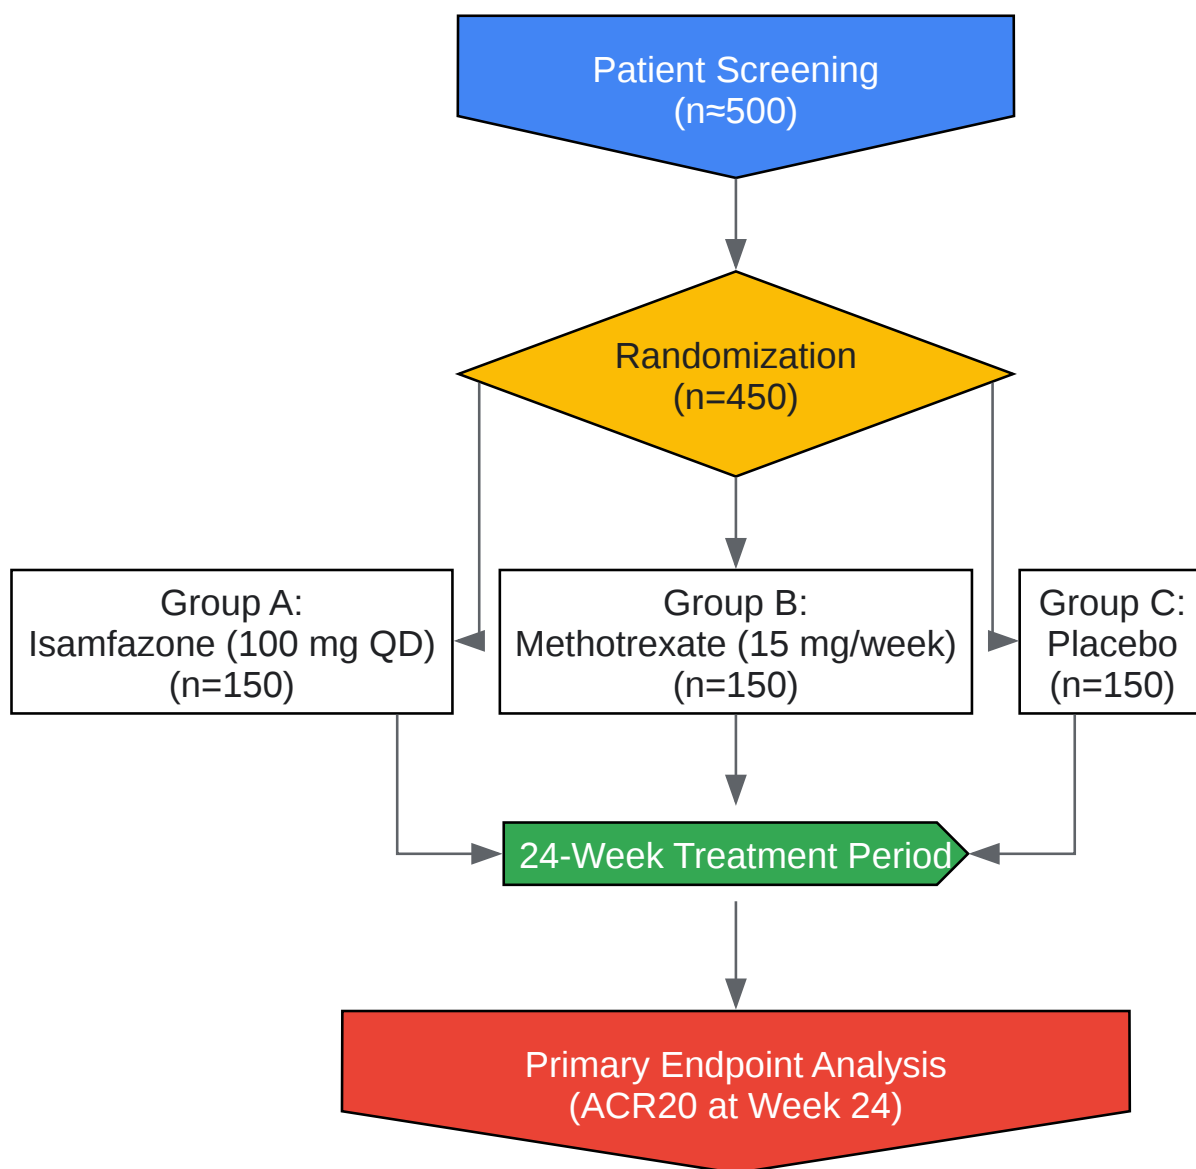 Patient Screening
(n≈500)
Randomization
(n=450)
Group A:
Isamfazone (100 mg QD)
(n=150)
Group B:
Methotrexate (15 mg/week)
(n=150)
Group C:
Placebo
(n=150)
24-Week Treatment Period
Primary Endpoint Analysis
(ACR20 at Week 24)